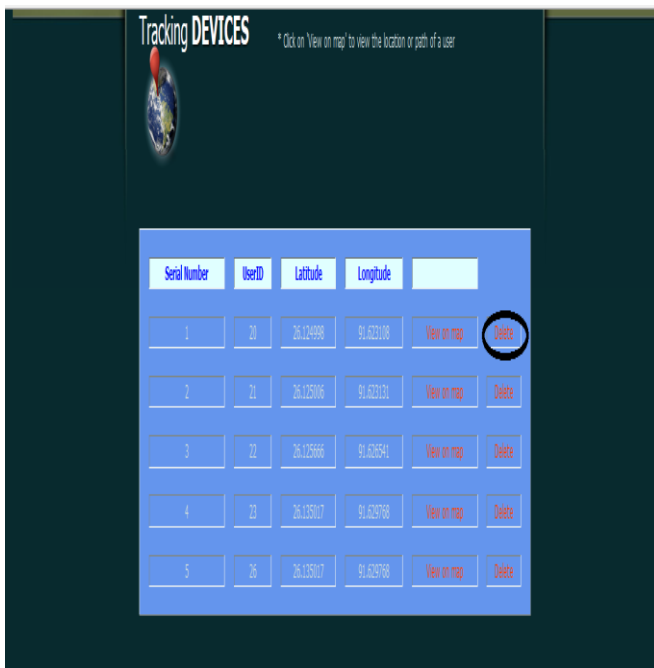 Tracking DEVICES
* Click on 'View on map' to view the location or path of a user
Serial Number UserID Latitude Longitude
1 20 26.124998 91.623108 View on map Delete
2 21 26.125006 91.623131 View on map Delete
3 22 26.125666 91.626541 View on map Delete
4 23 26.135017 91.629768 View on map Delete
5 26 26.135017 91.629768 View on map Delete